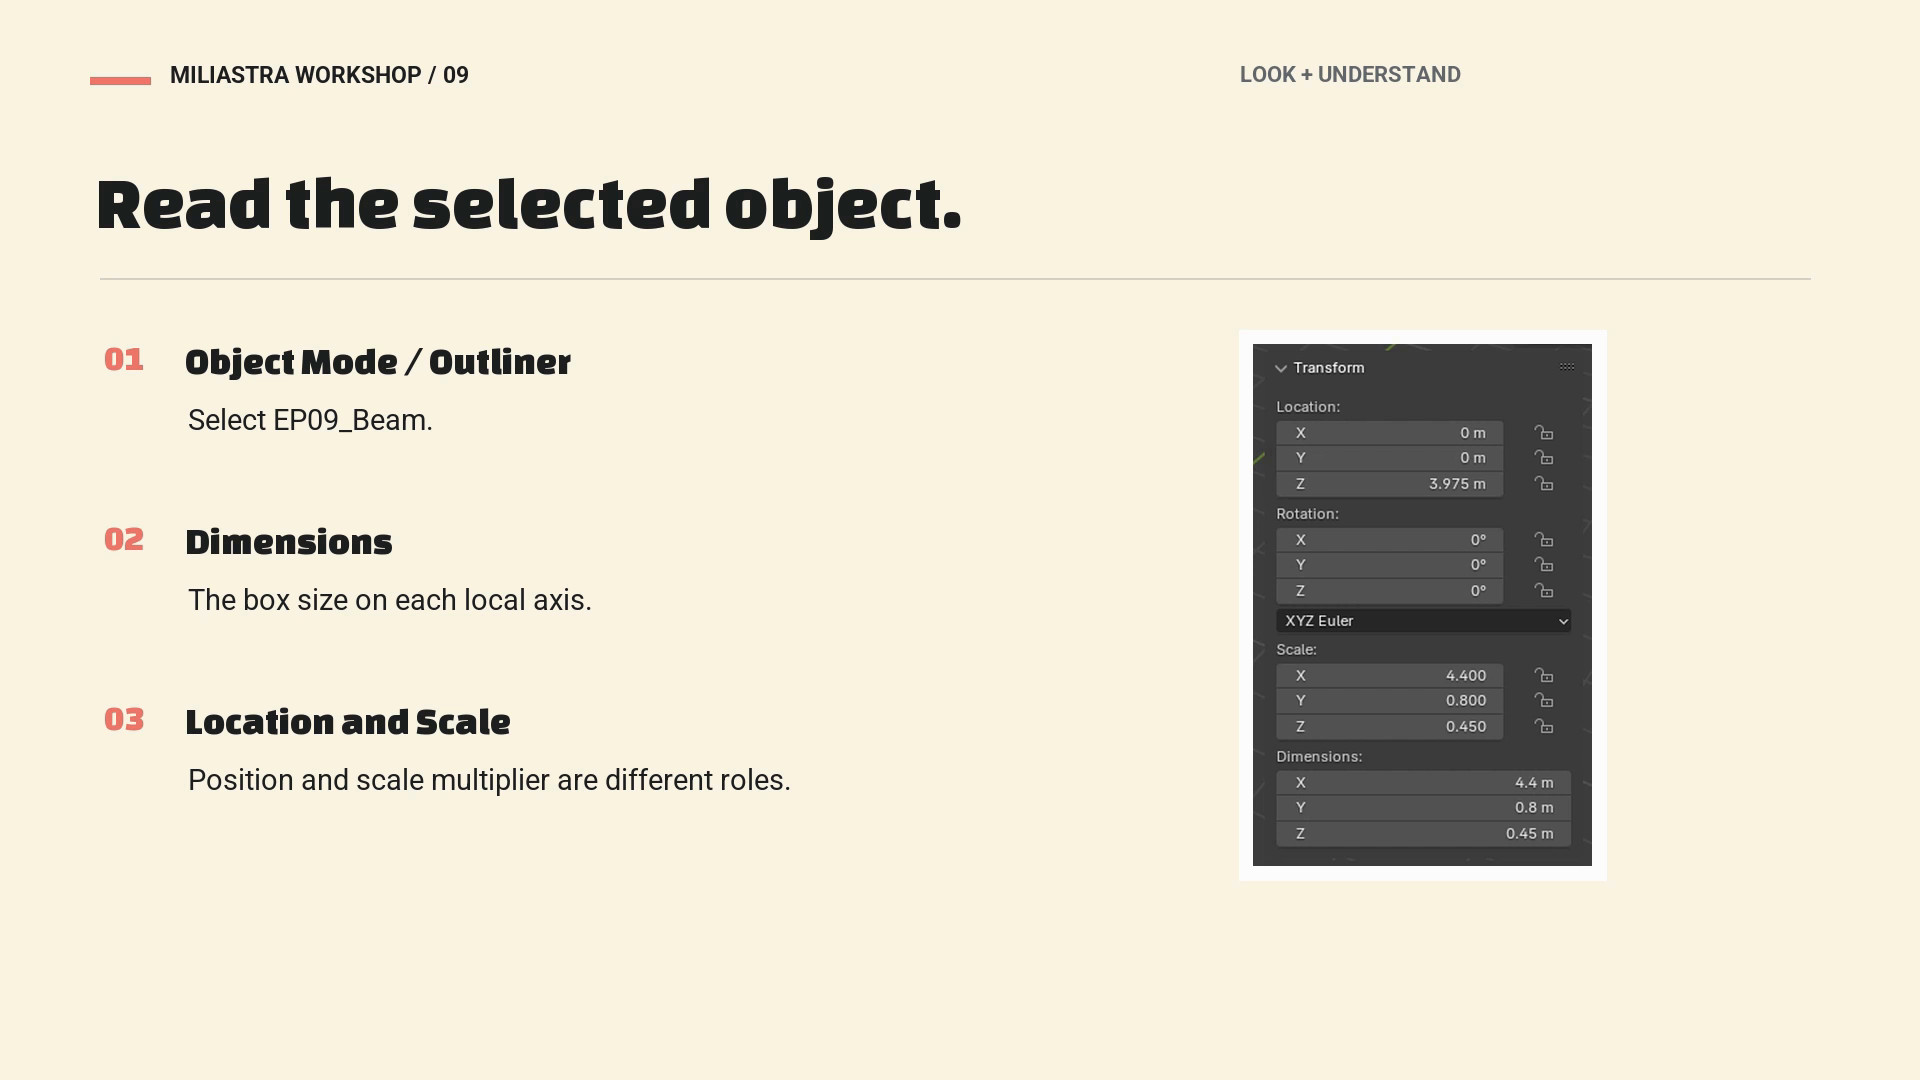 MILIASTRA WORKSHOP / 09
LOOK + UNDERSTAND
Read the selected object.
01 Object Mode / Outliner
Select EP09_Beam.
02 Dimensions
The box size on each local axis.
03 Location and Scale
Position and scale multiplier are different roles.
Transform
Location:
X 0 m
Y 0 m
Z 3.975 m
Rotation:
X 0°
Y 0°
Z 0°
XYZ Euler
Scale:
X 4.400
Y 0.800
Z 0.450
Dimensions:
X 4.4 m
Y 0.8 m
Z 0.45 m